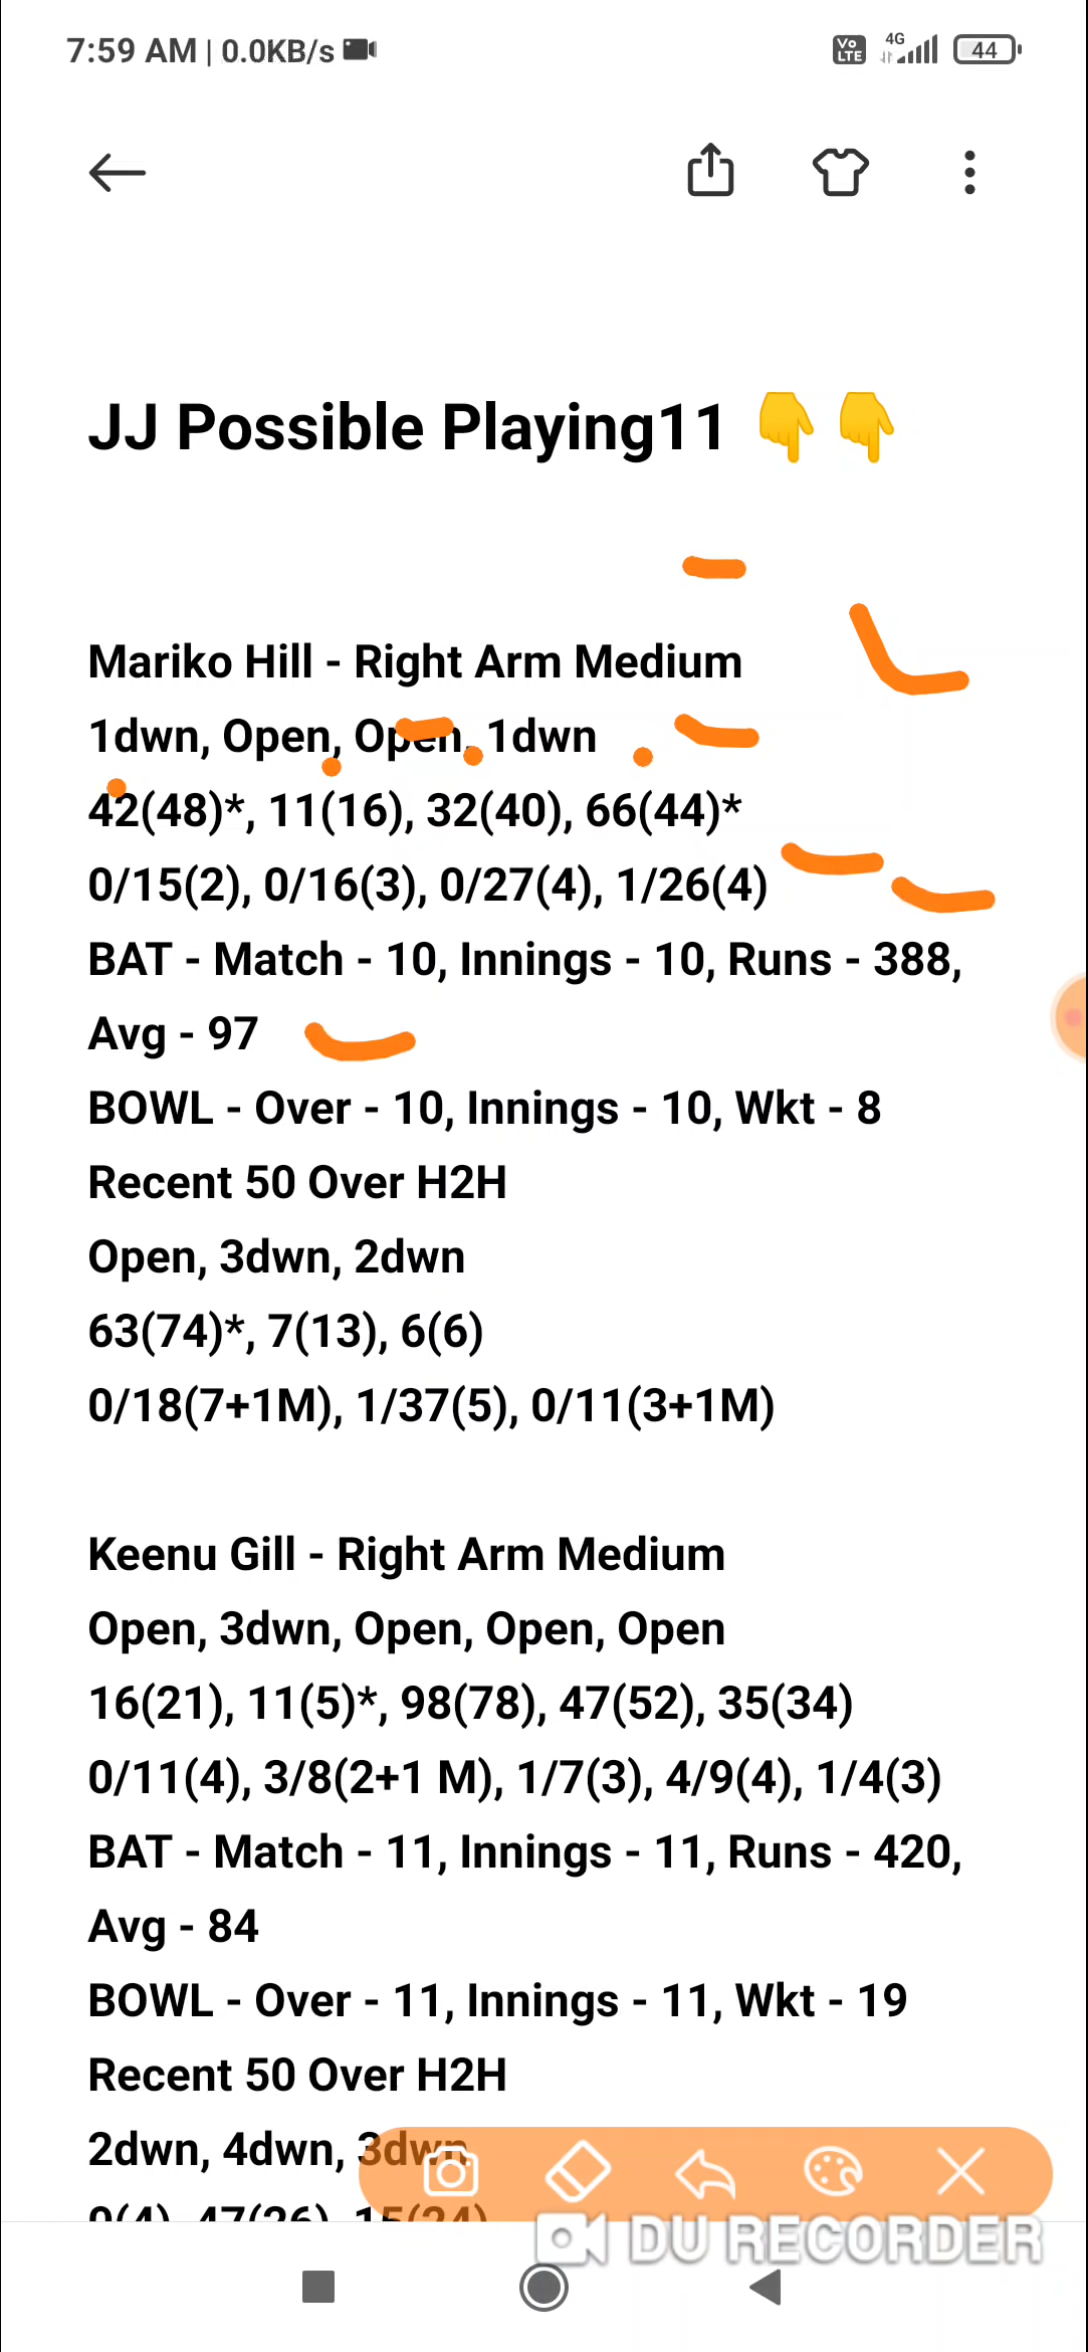 7:59 AM | 0.0KB/s
Vo LTE 4G 44
JJ Possible Playing11 👇👇
Mariko Hill - Right Arm Medium
1dwn, Open, Open, 1dwn
42(48)*, 11(16), 32(40), 66(44)*
0/15(2), 0/16(3), 0/27(4), 1/26(4)
BAT - Match - 10, Innings - 10, Runs - 388,
Avg - 97
BOWL - Over - 10, Innings - 10, Wkt - 8
Recent 50 Over H2H
Open, 3dwn, 2dwn
63(74)*, 7(13), 6(6)
0/18(7+1M), 1/37(5), 0/11(3+1M)
Keenu Gill - Right Arm Medium
Open, 3dwn, Open, Open, Open
16(21), 11(5)*, 98(78), 47(52), 35(34)
0/11(4), 3/8(2+1 M), 1/7(3), 4/9(4), 1/4(3)
BAT - Match - 11, Innings - 11, Runs - 420,
Avg - 84
BOWL - Over - 11, Innings - 11, Wkt - 19
Recent 50 Over H2H
2dwn, 4dwn, 3dwn
DU RECORDER